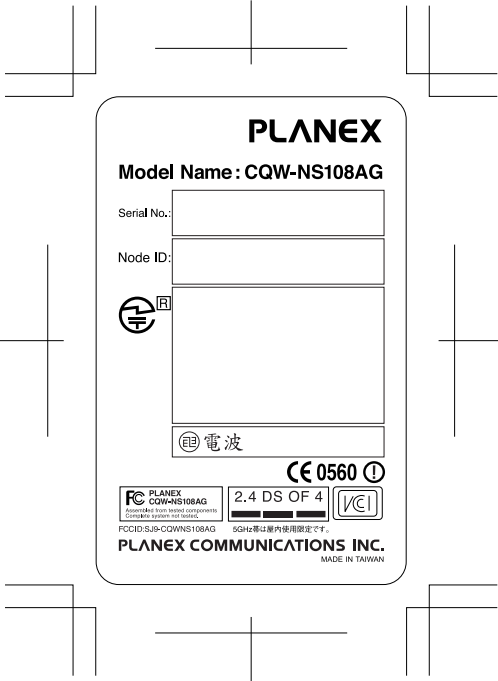 PLANEX
Model Name : CQW-NS108AG
Serial No.:
Node ID:
R
電波
CE 0560
FC PLANEX
CQW-NS108AG
Assembled from tested components
Complete system not tested.
2.4 DS OF 4
VCI
FCCID:SJ9-CQWNS108AG
5GHz帯は屋内使用限定です。
PLANEX COMMUNICATIONS INC.
MADE IN TAIWAN